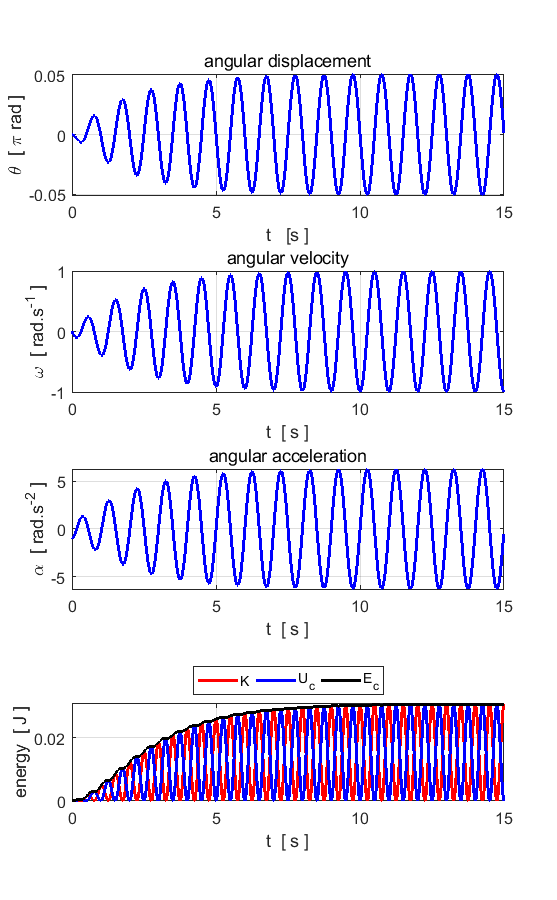 angular displacement
θ [ π rad ]
0.05
0
-0.05
0 5 10 15
t [s ]
angular velocity
ω [ rad.s-1 ]
1
0
-1
0 5 10 15
t [ s ]
angular acceleration
α [ rad.s-2 ]
5
0
-5
0 5 10 15
t [ s ]
K Uc Ec
energy [ J ]
0.02
0
0 5 10 15
t [ s ]